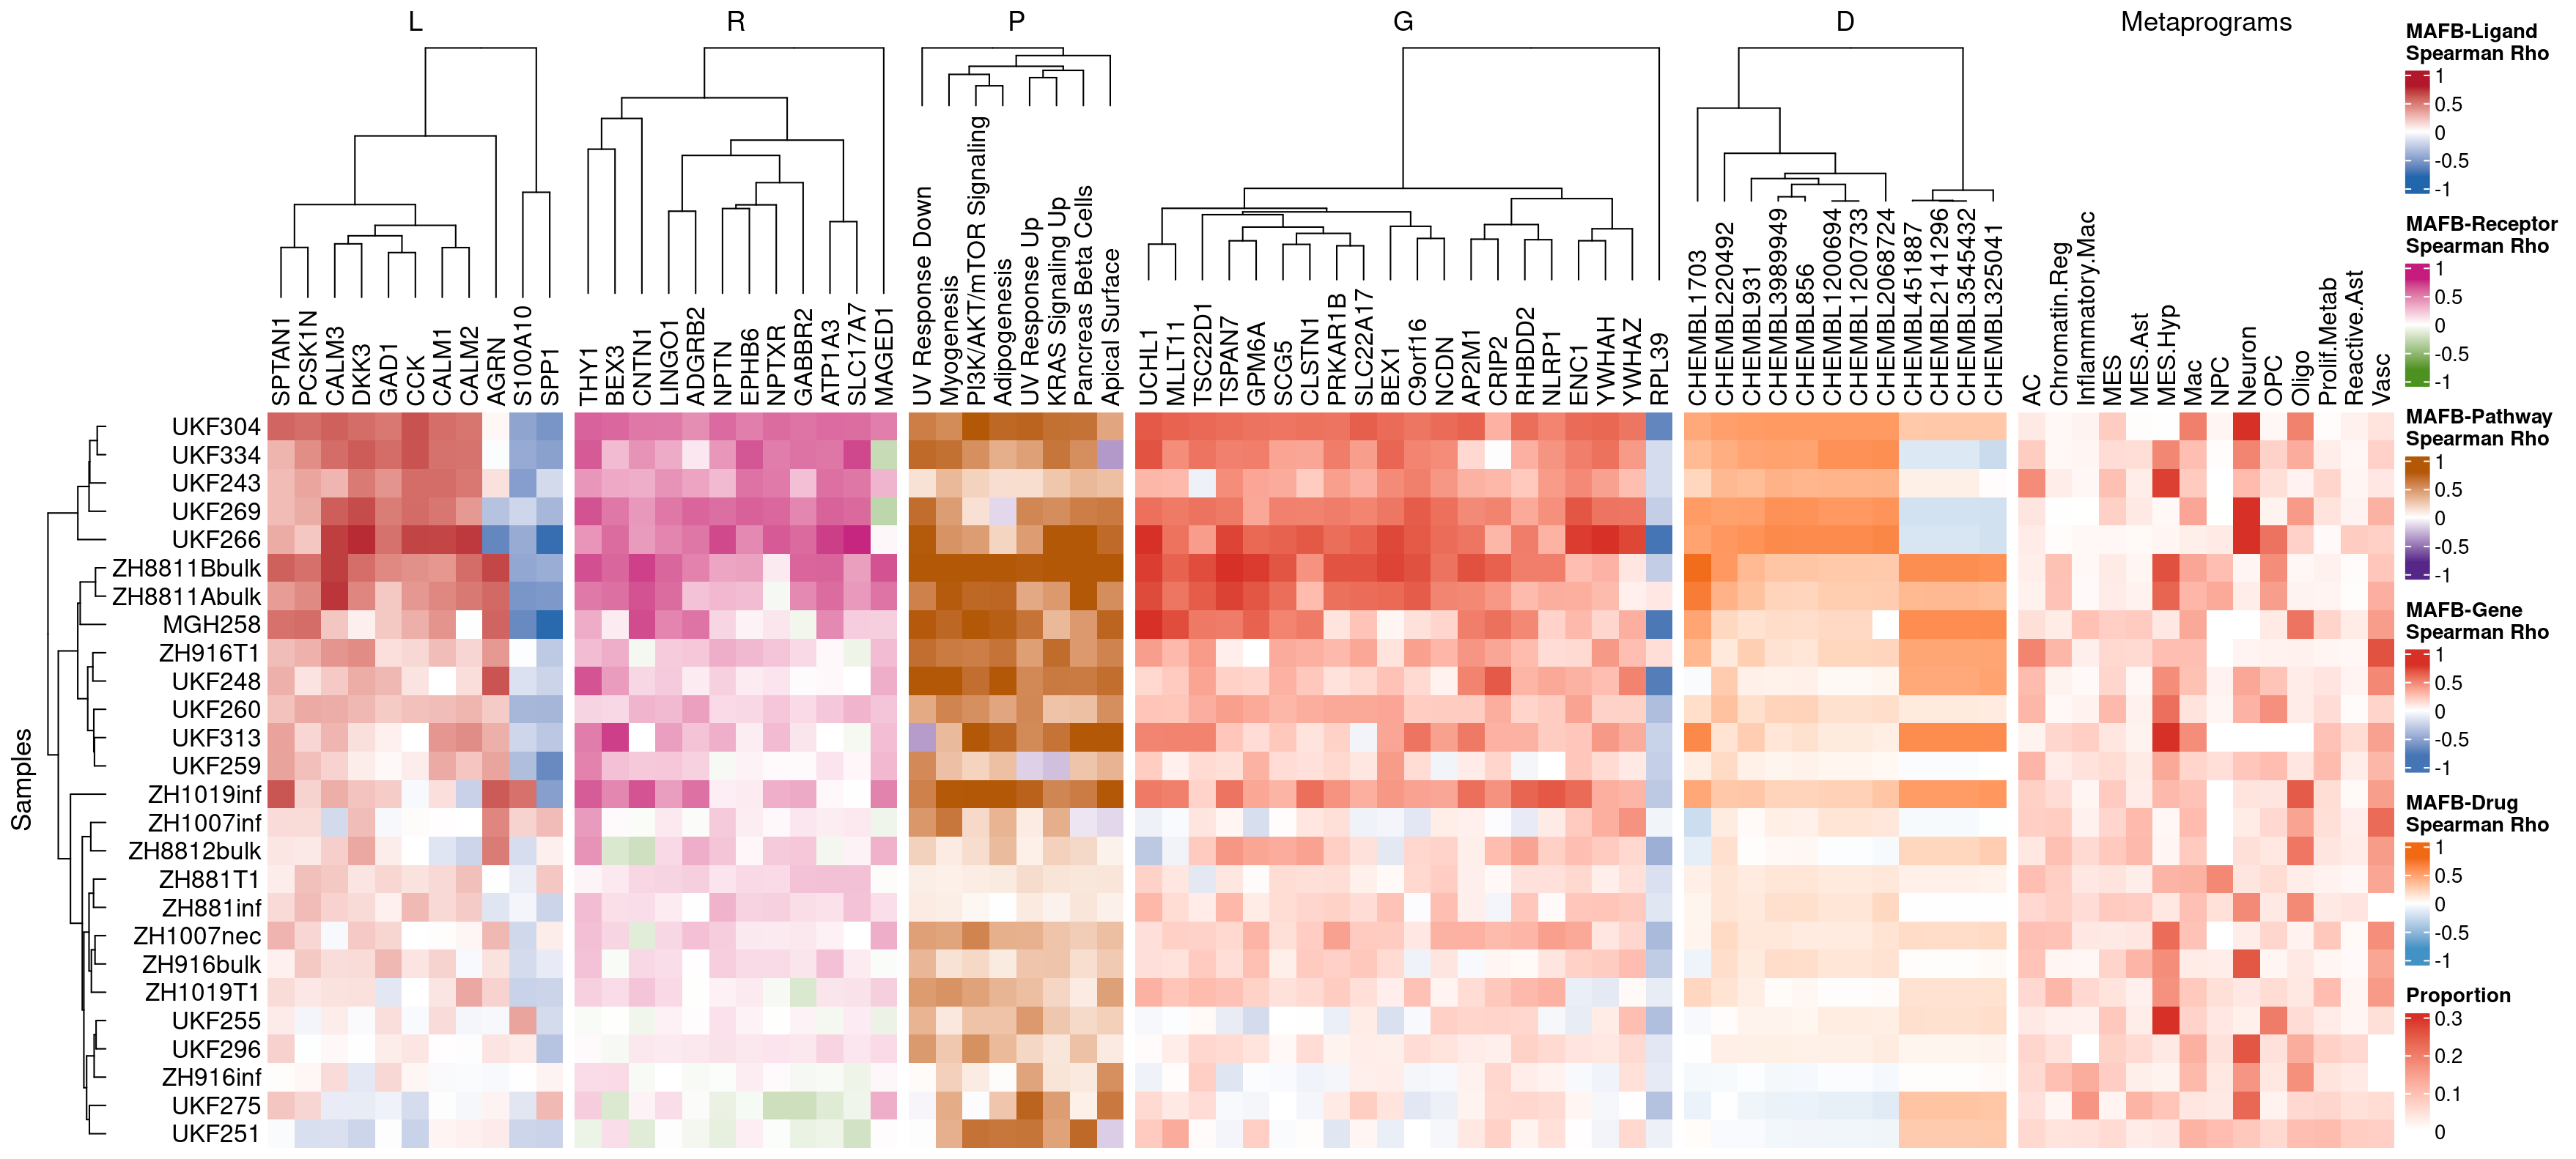 L
R
P
G
D
Metaprograms
SPTAN1
PCSK1N
CALM3
DKK3
GAD1
CCK
CALM1
CALM2
AGRN
S100A10
SPP1
THY1
BEX3
CNTN1
LINGO1
ADGRB2
NPTN
EPHB6
NPTXR
GABBR2
ATP1A3
SLC17A7
MAGED1
UV Response Down
Myogenesis
PI3K/AKT/mTOR Signaling
Adipogenesis
UV Response Up
KRAS Signaling Up
Pancreas Beta Cells
Apical Surface
UCHL1
MLLT11
TSC22D1
TSPAN7
GPM6A
SCG5
CLSTN1
PRKAR1B
SLC22A17
BEX1
C9orf16
NCDN
AP2M1
CRIP2
RHBDD2
NLRP1
ENC1
YWHAH
YWHAZ
RPL39
CHEMBL1703
CHEMBL220492
CHEMBL931
CHEMBL3989949
CHEMBL856
CHEMBL1200694
CHEMBL1200733
CHEMBL2068724
CHEMBL451887
CHEMBL2141296
CHEMBL3545432
CHEMBL325041
AC
Chromatin.Reg
Inflammatory.Mac
MES
MES.Ast
MES.Hyp
Mac
NPC
Neuron
OPC
Oligo
Prolif.Metab
Reactive.Ast
Vasc
Samples
UKF304
UKF334
UKF243
UKF269
UKF266
ZH8811Bbulk
ZH8811Abulk
MGH258
ZH916T1
UKF248
UKF260
UKF313
UKF259
ZH1019inf
ZH1007inf
ZH8812bulk
ZH881T1
ZH881inf
ZH1007nec
ZH916bulk
ZH1019T1
UKF255
UKF296
ZH916inf
UKF275
UKF251
MAFB-Ligand
Spearman Rho
1
0.5
0
-0.5
-1
MAFB-Receptor
Spearman Rho
1
0.5
0
-0.5
-1
MAFB-Pathway
Spearman Rho
1
0.5
0
-0.5
-1
MAFB-Gene
Spearman Rho
1
0.5
0
-0.5
-1
MAFB-Drug
Spearman Rho
1
0.5
0
-0.5
-1
Proportion
0.3
0.2
0.1
0